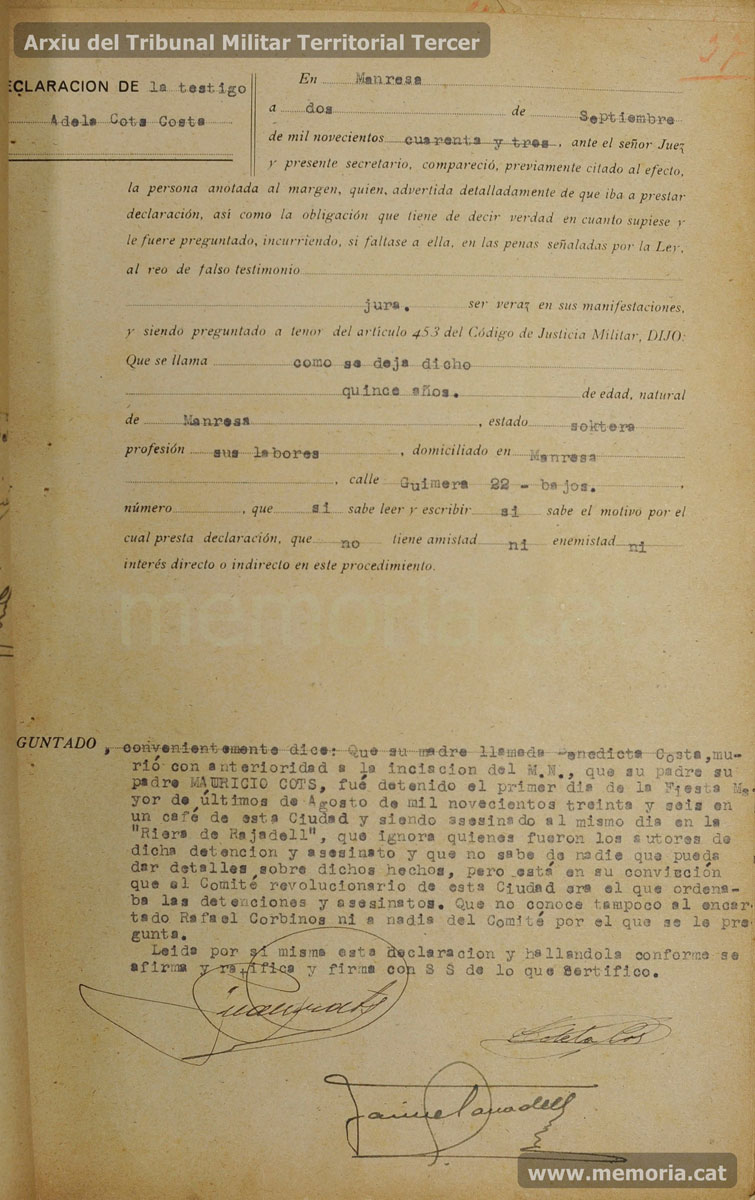 Arxiu del Tribunal Militar Territorial Tercer
37
ECLARACION DE la testigo
Adela Cots Costa
En Manresa
a dos de Septiembre
de mil novecientos cuarenta y tres, ante el señor Juez
y presente secretario, compareció, previamente citado al efecto,
la persona anotada al margen, quien, advertida detalladamente de que iba a prestar
declaración, así como la obligación que tiene de decir verdad en cuanto supiese y
le fuere preguntado, incurriendo, si faltase a ella, en las penas señaladas por la Ley,
al reo de falso testimonio
jura. ser veraz en sus manifestaciones,
y siendo preguntado a tenor del artículo 453 del Código de Justicia Militar, DIJO:
Que se llama como se deja dicho
quince años. de edad, natural
de Manresa, estado soktera
profesión sus labores, domiciliado en Manresa
, calle Guimera 22 - bajos.,
número, que si sabe leer y escribir si sabe el motivo por el
cual presta declaración, que no tiene amistad ni enemistad ni
interés directo o indirecto en este procedimiento.
memoria.cat
GUNTADO, convenientemente dice: Que su madre llamada Benedicta Costa, mu-
rió con anterioridad a la inciacion del M.N., que su padre su
padre MAURICIO COTS, fué detenido el primer dia de la Fiesta Ma-
yor de últimos de Agosto de mil novecientos treinta y seis en
un café de esta Ciudad y siendo asesinado al mismo dia en la
"Riera de Rajadell", que ignora quienes fueron los autores de
dicha detencion y asesinato y que no sabe de nadie que pueda
dar detalles sobre dichos hechos, pero está en su convicción
que el Comité revolucionario de esta Ciudad era el que ordena-
ba las detenciones y asesinatos. Que no conoce tampoco al encar-
tado Rafael Corbinos ni a nadia del Comité por el que se le pre-
gunta.
Leida por si misma esta declaracion y hallandola conforme se
afirma y ratifica y firma con S S de lo que Sertifico.
Jaime
www.memoria.cat